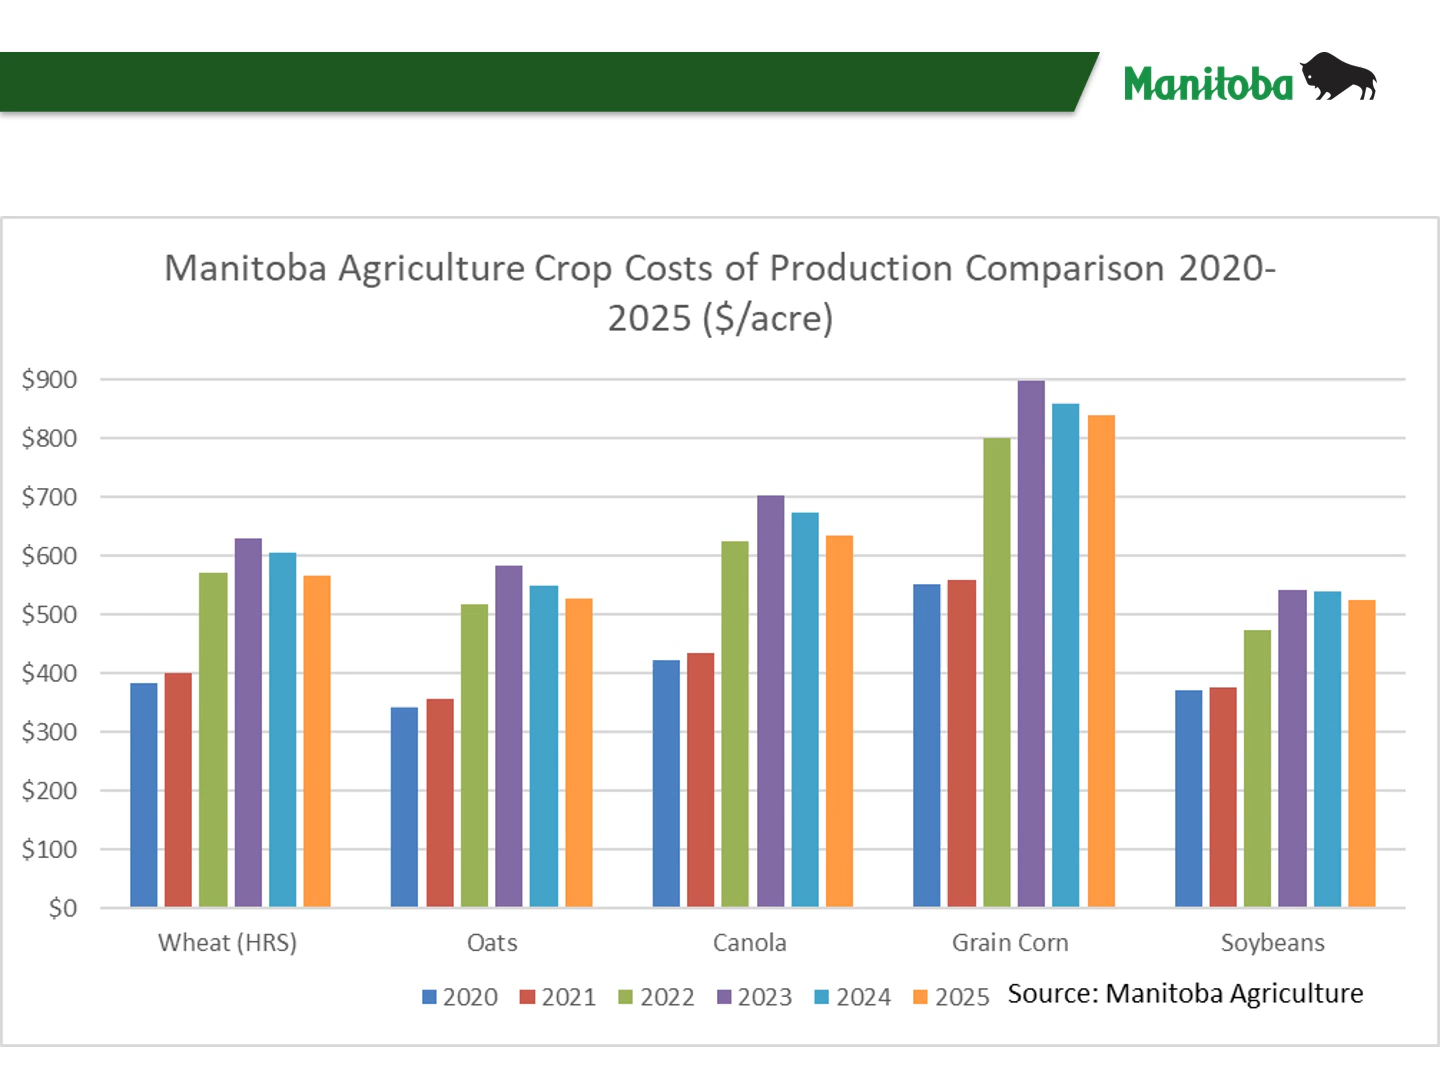 Manitoba
Manitoba Agriculture Crop Costs of Production Comparison 2020-
2025 ($/acre)
$900
$800
$700
$600
$500
$400
$300
$200
$100
$0
Wheat (HRS) Oats Canola Grain Corn Soybeans
2020 2021 2022 2023 2024 2025 Source: Manitoba Agriculture